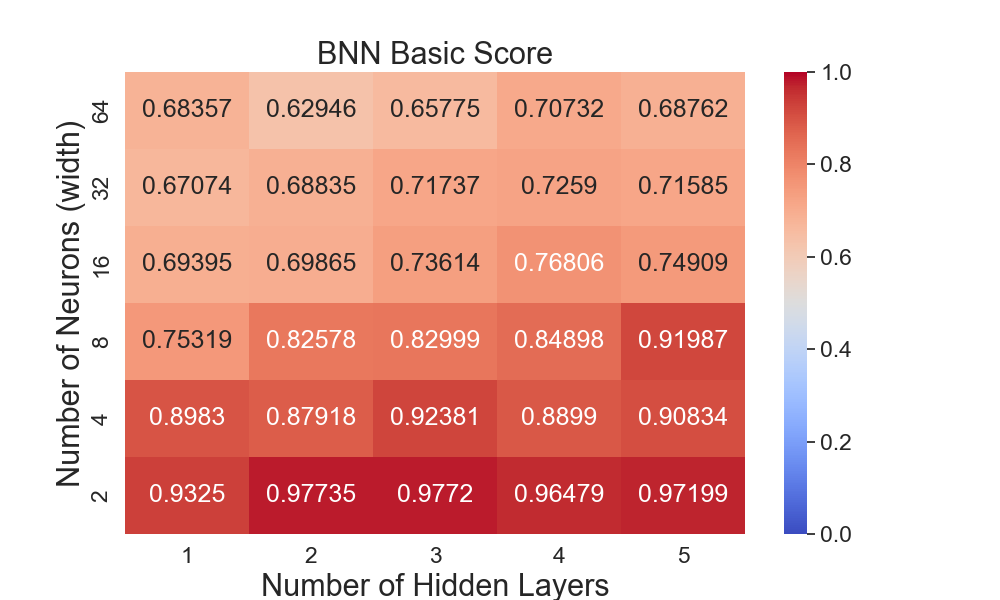 BNN Basic Score
Number of Neurons (width)
64 0.68357 0.62946 0.65775 0.70732 0.68762
32 0.67074 0.68835 0.71737 0.7259 0.71585
16 0.69395 0.69865 0.73614 0.76806 0.74909
8 0.75319 0.82578 0.82999 0.84898 0.91987
4 0.8983 0.87918 0.92381 0.8899 0.90834
2 0.9325 0.97735 0.9772 0.96479 0.97199
1 2 3 4 5
Number of Hidden Layers
1.0
0.8
0.6
0.4
0.2
0.0